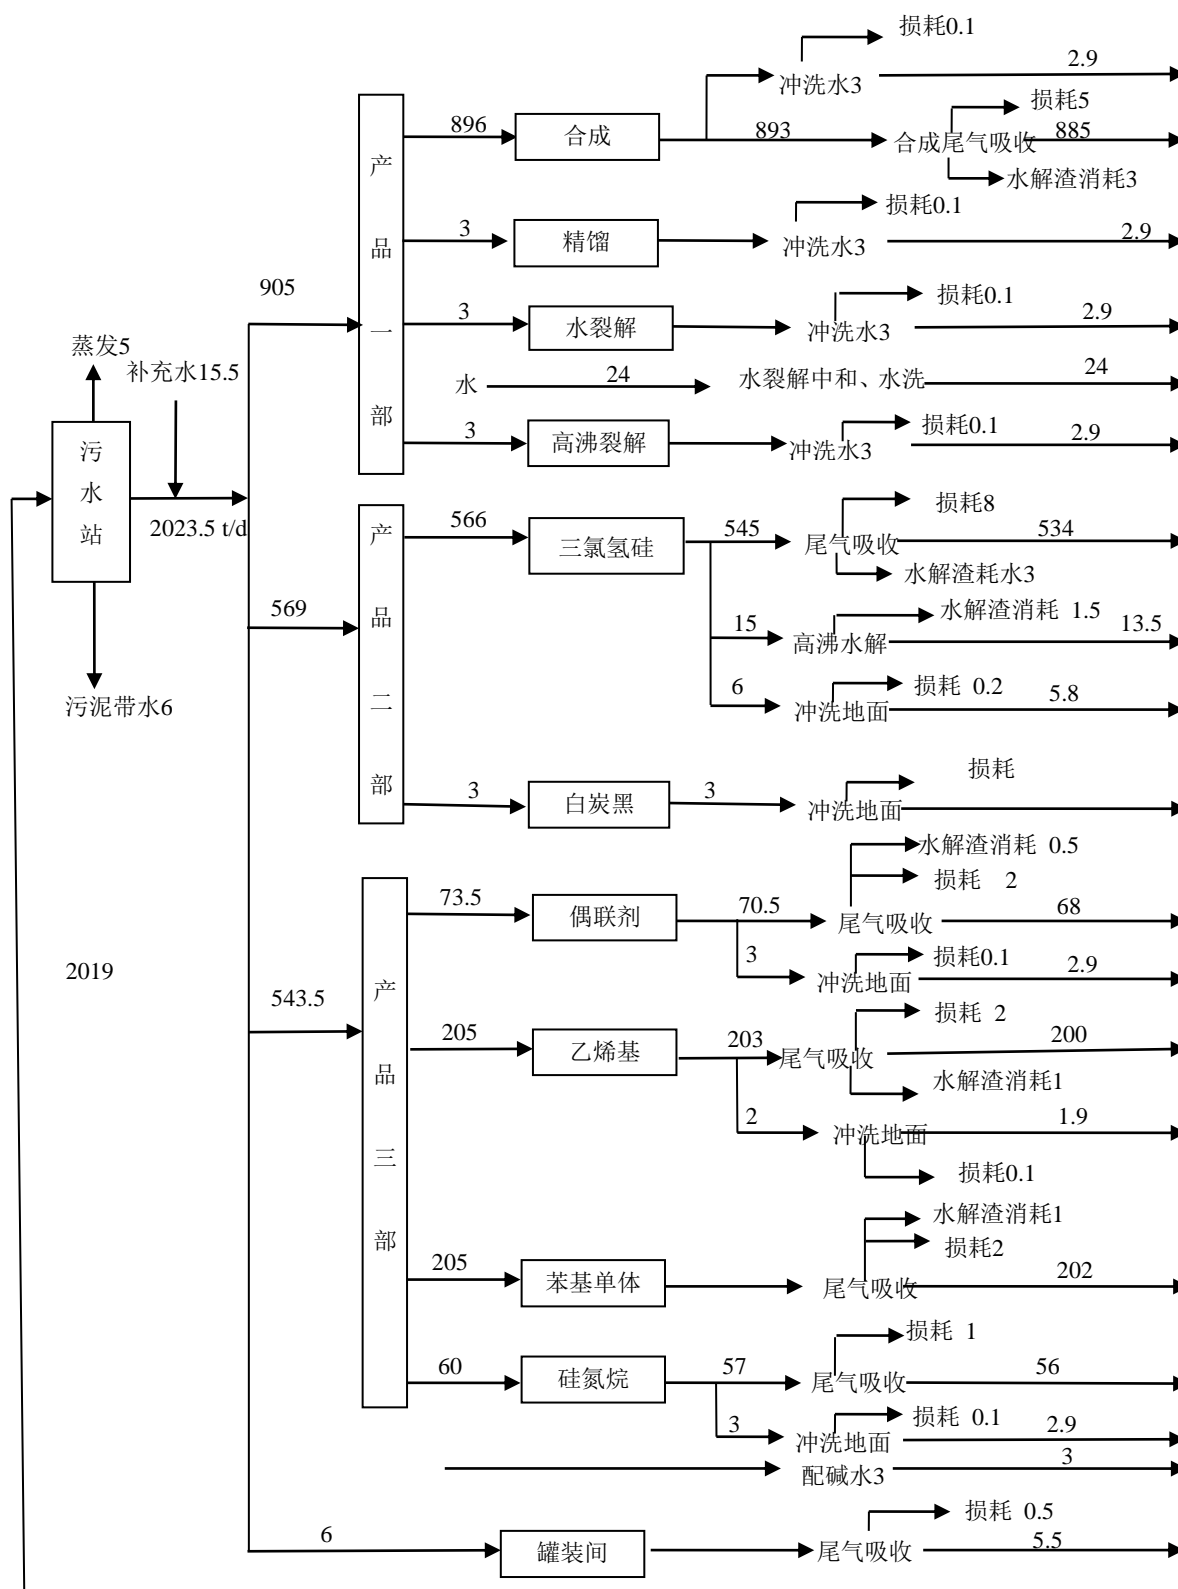 损耗0.1
冲洗水3
2.9
896
合成
893
合成尾气吸收
损耗5
885
水解渣消耗3
产品一部
905
3
精馏
冲洗水3
损耗0.1
2.9
3
水裂解
冲洗水3
损耗0.1
2.9
水
24
水裂解中和、水洗
24
3
高沸裂解
冲洗水3
损耗0.1
2.9
蒸发5
补充水15.5
污水站
2023.5 t/d
污泥带水6
2019
569
产品二部
566
三氯氢硅
545
尾气吸收
损耗8
534
水解渣耗水3
15
高沸水解
水解渣消耗 1.5
13.5
6
冲洗地面
损耗 0.2
5.8
3
白炭黑
3
冲洗地面
损耗
543.5
产品三部
73.5
偶联剂
70.5
尾气吸收
水解渣消耗 0.5
损耗 2
68
3
冲洗地面
损耗0.1
2.9
205
乙烯基
203
尾气吸收
损耗 2
200
水解渣消耗1
2
冲洗地面
1.9
损耗0.1
205
苯基单体
尾气吸收
水解渣消耗1
损耗2
202
60
硅氮烷
57
尾气吸收
损耗 1
56
3
冲洗地面
损耗 0.1
2.9
配碱水3
3
6
罐装间
尾气吸收
损耗 0.5
5.5